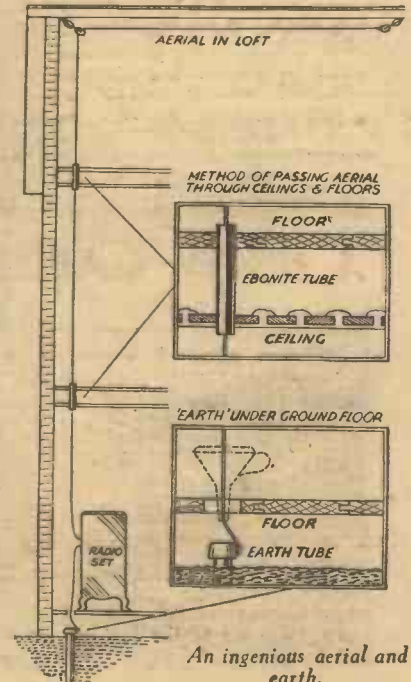 AERIAL IN LOFT
METHOD OF PASSING AERIAL
THROUGH CEILINGS & FLOORS
FLOOR
EBONITE TUBE
CEILING
'EARTH' UNDER GROUND FLOOR
FLOOR
EARTH TUBE
RADIO
SET
An ingenious aerial and
earth.